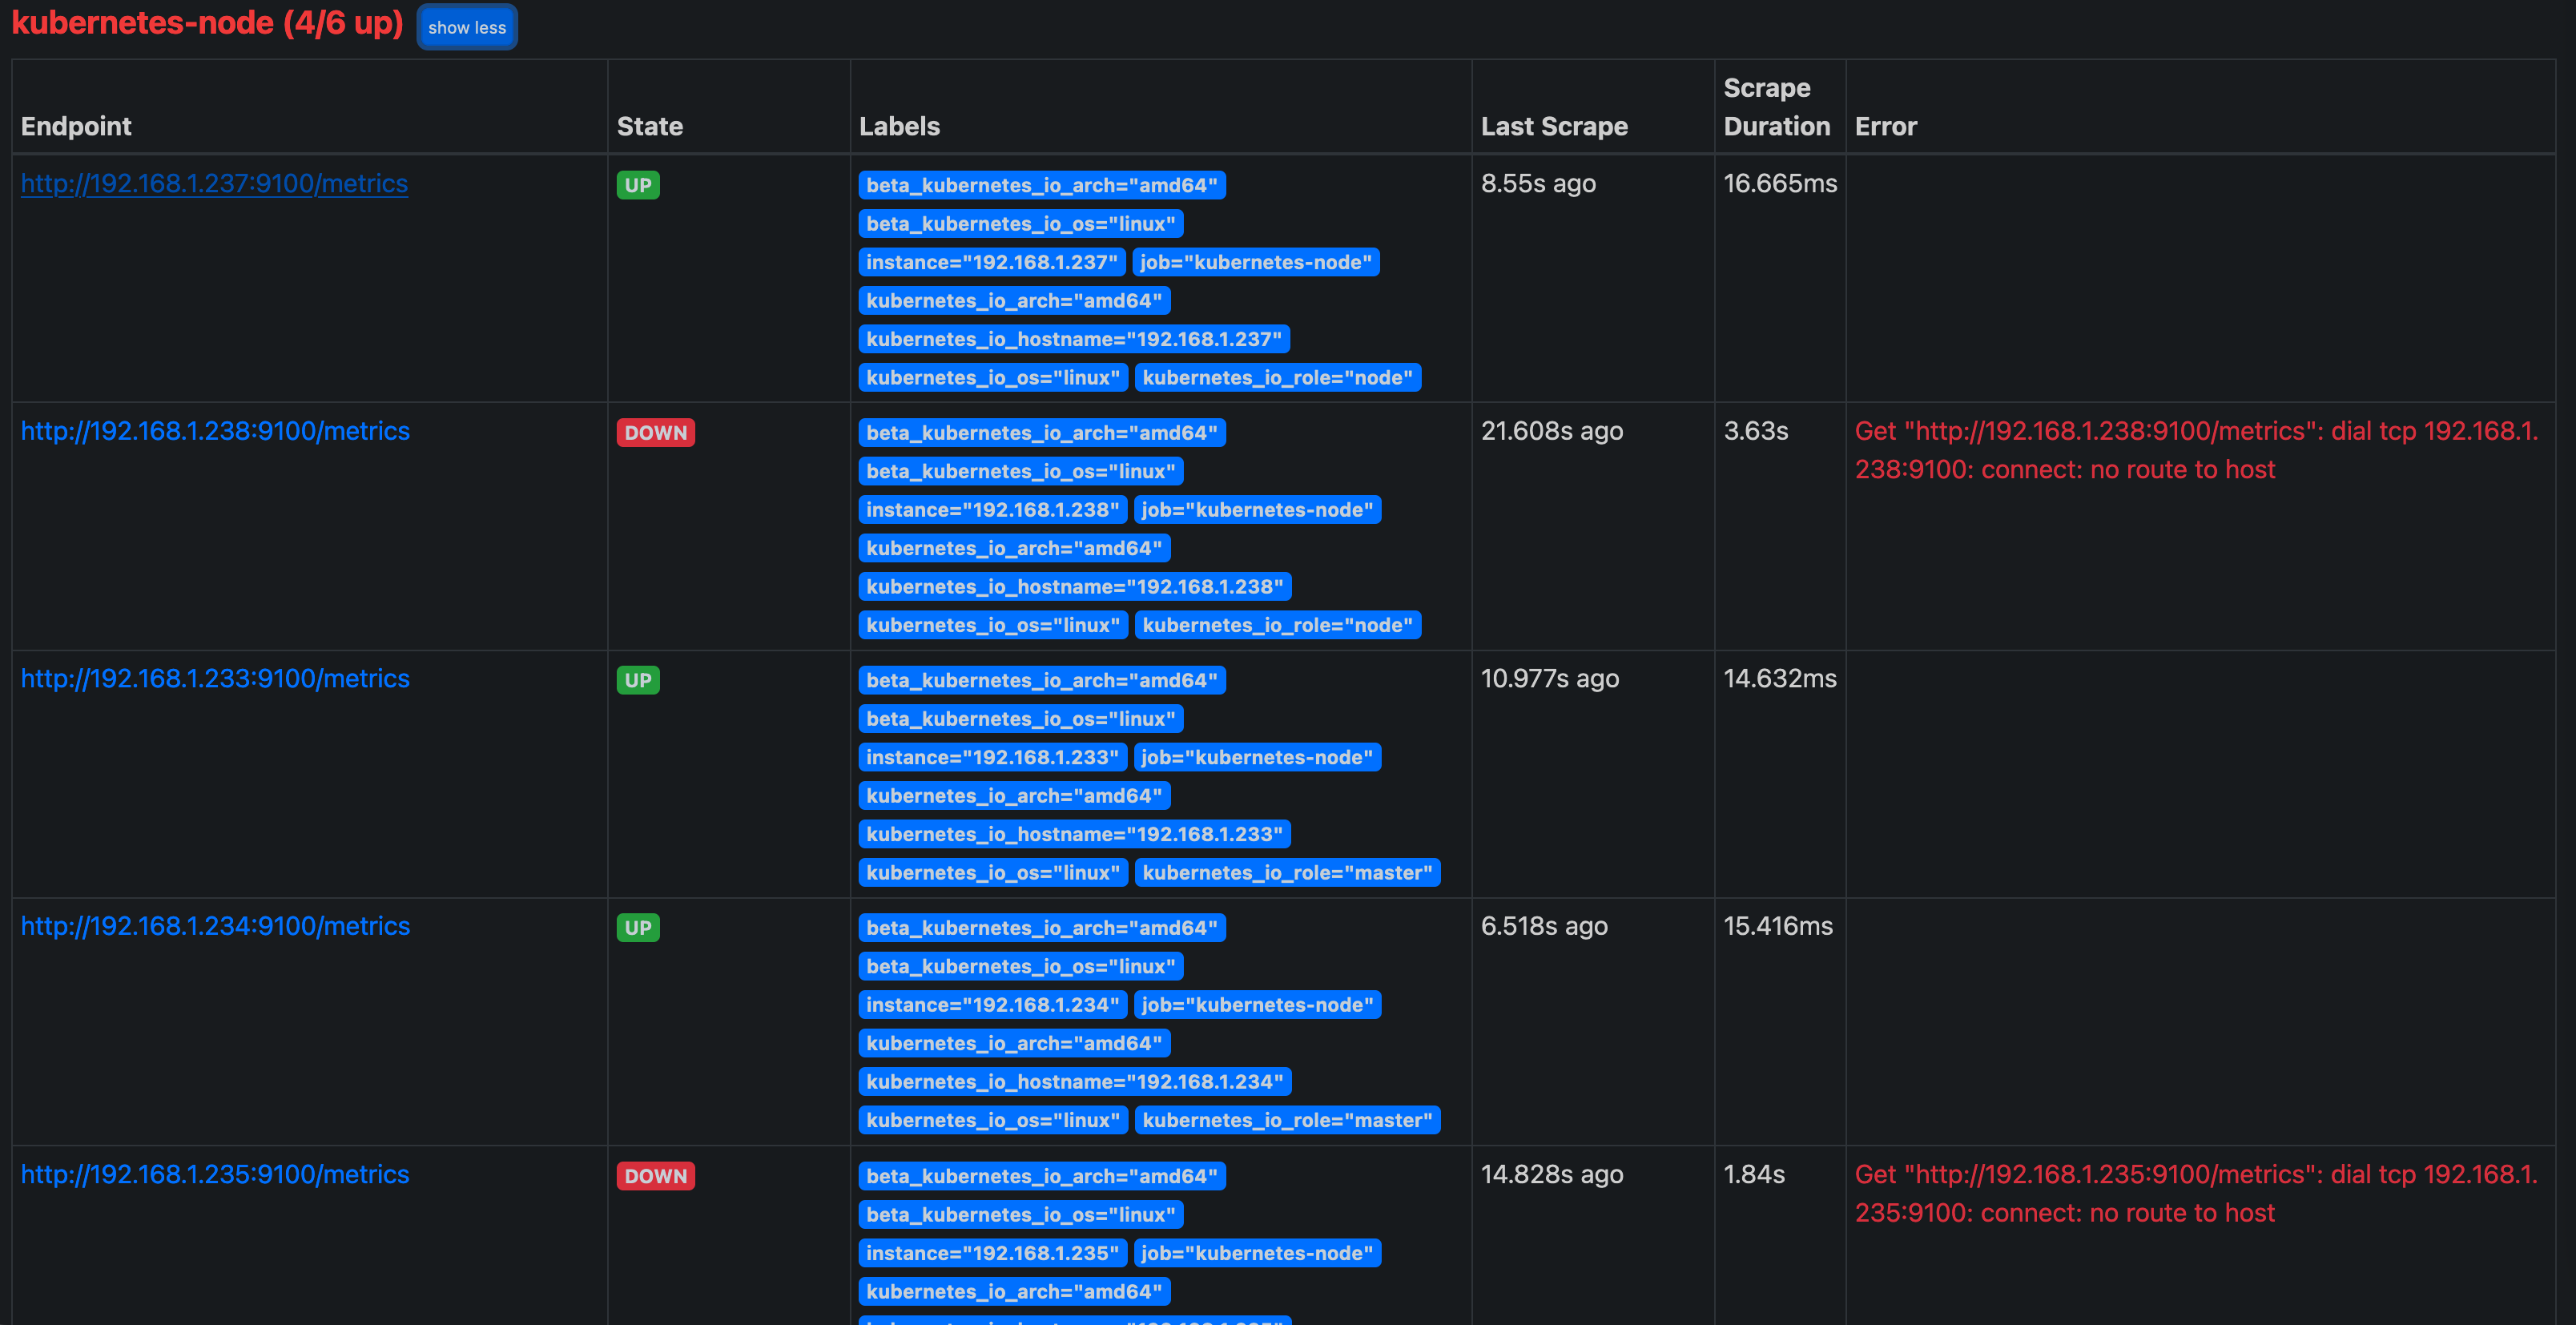 kubernetes-node (4/6 up) show less
Endpoint State Labels Last Scrape Scrape Duration Error
http://192.168.1.237:9100/metrics UP beta_kubernetes_io_arch="amd64" 8.55s ago 16.665ms
beta_kubernetes_io_os="linux"
instance="192.168.1.237" job="kubernetes-node"
kubernetes_io_arch="amd64"
kubernetes_io_hostname="192.168.1.237"
kubernetes_io_os="linux" kubernetes_io_role="node"
http://192.168.1.238:9100/metrics DOWN beta_kubernetes_io_arch="amd64" 21.608s ago 3.63s Get "http://192.168.1.238:9100/metrics": dial tcp 192.168.1.
beta_kubernetes_io_os="linux" 238:9100: connect: no route to host
instance="192.168.1.238" job="kubernetes-node"
kubernetes_io_arch="amd64"
kubernetes_io_hostname="192.168.1.238"
kubernetes_io_os="linux" kubernetes_io_role="node"
http://192.168.1.233:9100/metrics UP beta_kubernetes_io_arch="amd64" 10.977s ago 14.632ms
beta_kubernetes_io_os="linux"
instance="192.168.1.233" job="kubernetes-node"
kubernetes_io_arch="amd64"
kubernetes_io_hostname="192.168.1.233"
kubernetes_io_os="linux" kubernetes_io_role="master"
http://192.168.1.234:9100/metrics UP beta_kubernetes_io_arch="amd64" 6.518s ago 15.416ms
beta_kubernetes_io_os="linux"
instance="192.168.1.234" job="kubernetes-node"
kubernetes_io_arch="amd64"
kubernetes_io_hostname="192.168.1.234"
kubernetes_io_os="linux" kubernetes_io_role="master"
http://192.168.1.235:9100/metrics DOWN beta_kubernetes_io_arch="amd64" 14.828s ago 1.84s Get "http://192.168.1.235:9100/metrics": dial tcp 192.168.1.
beta_kubernetes_io_os="linux" 235:9100: connect: no route to host
instance="192.168.1.235" job="kubernetes-node"
kubernetes_io_arch="amd64"